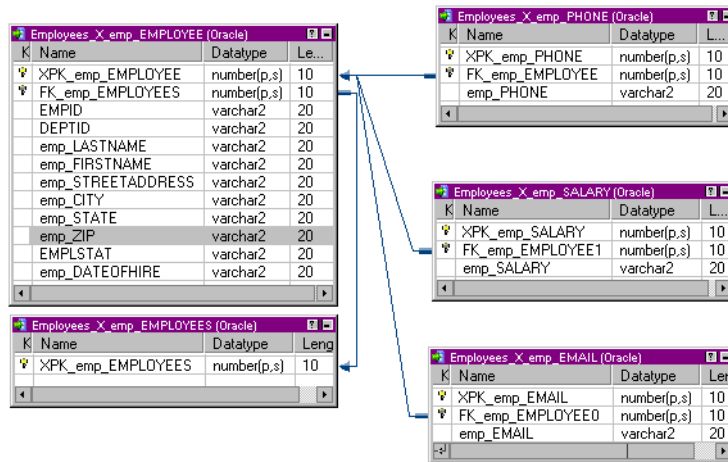 Employees_X_emp_EMPLOYEE (Oracle)
K Name Datatype Le...
XPK_emp_EMPLOYEE number(p,s) 10
FK_emp_EMPLOYEES number(p,s) 10
EMPID varchar2 20
DEPTID varchar2 20
emp_LASTNAME varchar2 20
emp_FIRSTNAME varchar2 20
emp_STREETADDRESS varchar2 20
emp_CITY varchar2 20
emp_STATE varchar2 20
emp_ZIP varchar2 20
EMPLSTAT varchar2 20
emp_DATEOFHIRE varchar2 20
Employees_X_emp_EMPLOYEES (Oracle)
K Name Datatype Leng
XPK_emp_EMPLOYEES number(p,s) 10
Employees_X_emp_PHONE (Oracle)
K Name Datatype L...
XPK_emp_PHONE number(p,s) 10
FK_emp_EMPLOYEE number(p,s) 10
emp_PHONE varchar2 20
Employees_X_emp_SALARY (Oracle)
K Name Datatype L...
XPK_emp_SALARY number(p,s) 10
FK_emp_EMPLOYEE1 number(p,s) 10
emp_SALARY varchar2 20
Employees_X_emp_EMAIL (Oracle)
K Name Datatype Len
XPK_emp_EMAIL number(p,s) 10
FK_emp_EMPLOYEE0 number(p,s) 10
emp_EMAIL varchar2 20